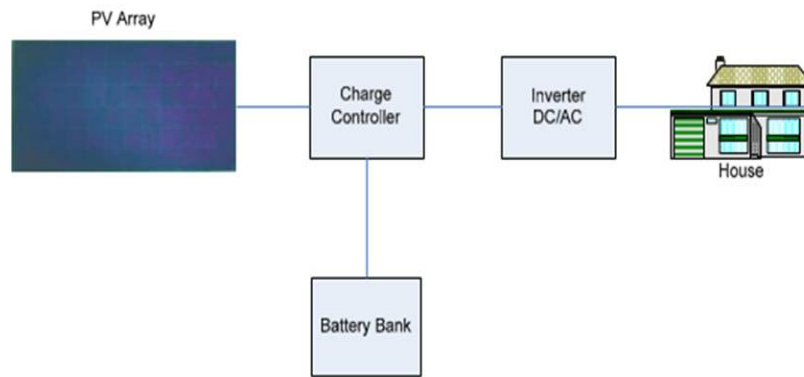 PV Array
Charge
Controller
Inverter
DC/AC
House
Battery Bank